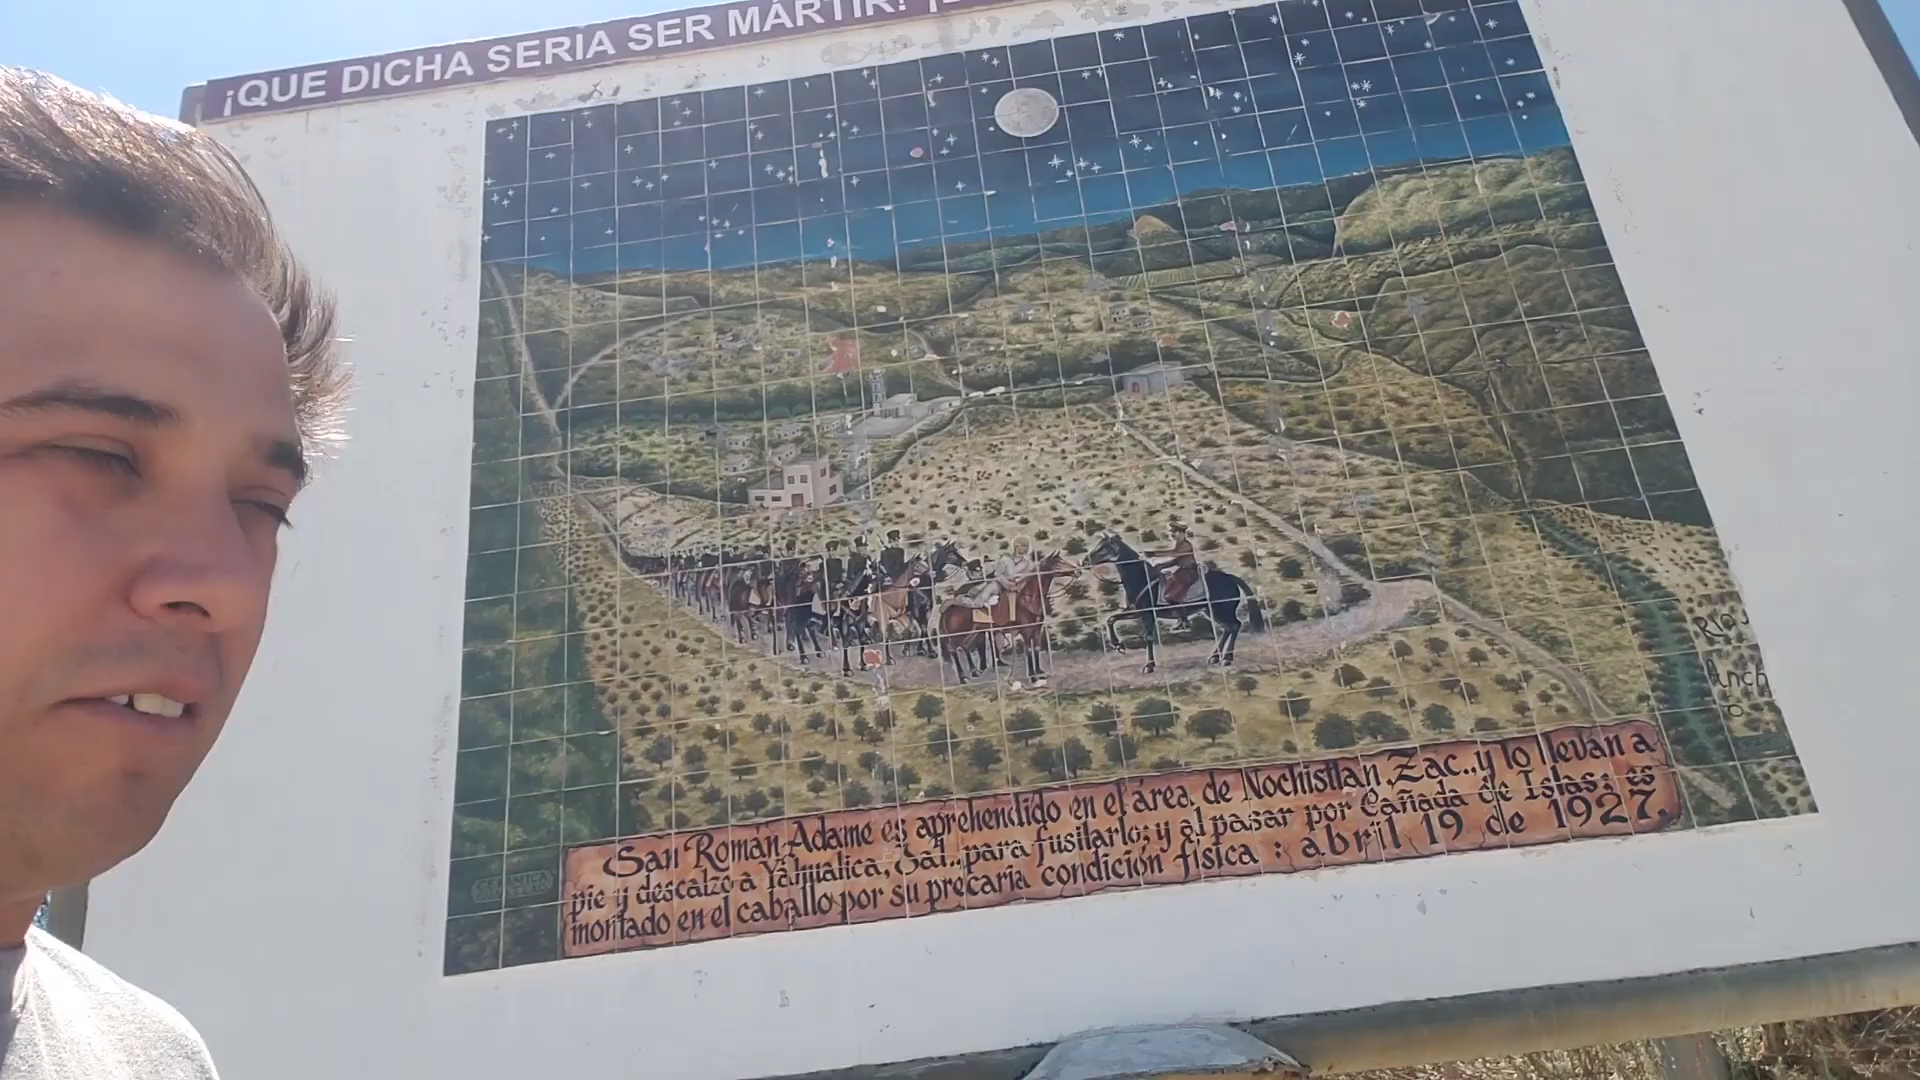 ¡QUE DICHA SERIA SER MÁRTIR!
San Román Adame es aprehendido en el área de Nochistlan, Zac., y lo llevan a
pie y descalzo a Yahualica, Jal., para fusilarlo; y al pasar por Cañada de Islas; es
montado en el caballo por su precaria condición física : abril 19 de 1927.
CERAMICA